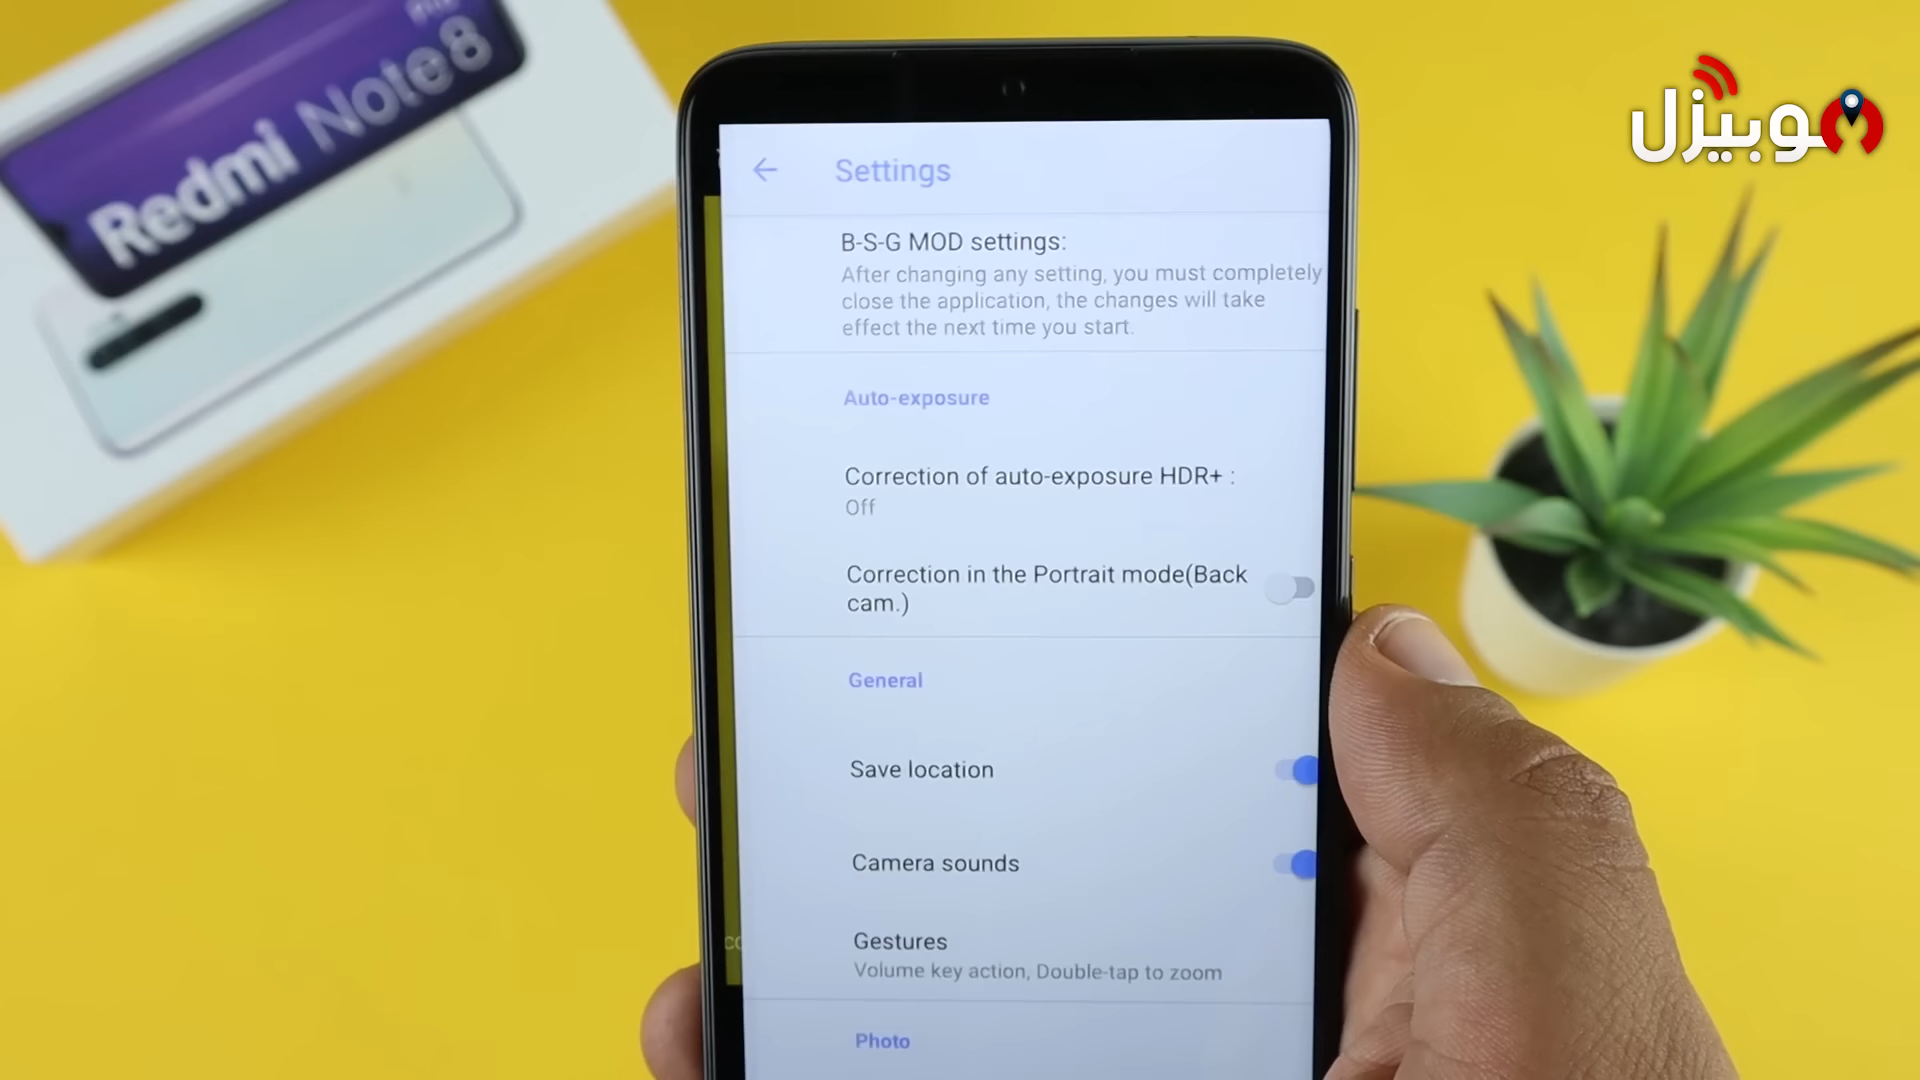 Redmi Note 8
موبيزل
Settings
B-S-G MOD settings:
After changing any setting, you must completely
close the application, the changes will take
effect the next time you start.
Auto-exposure
Correction of auto-exposure HDR+ :
Off
Correction in the Portrait mode(Back
cam.)
General
Save location
Camera sounds
Gestures
Volume key action, Double-tap to zoom
Photo